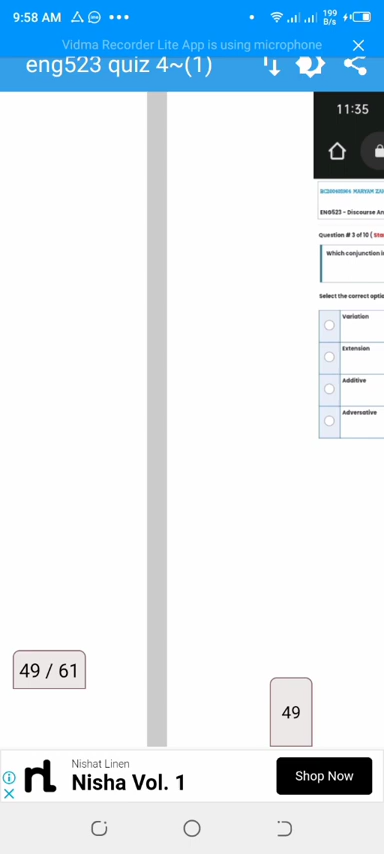 9:58 AM 199 B/s
Vidma Recorder Lite App is using microphone
eng523 quiz 4~(1)
11:35
ENG523 - Discourse An
Question # 3 of 10 ( Star
Which conjunction i
Select the correct optio
Variation
Extension
Additive
Adversative
49 / 61
49
Nishat Linen
Nisha Vol. 1
Shop Now